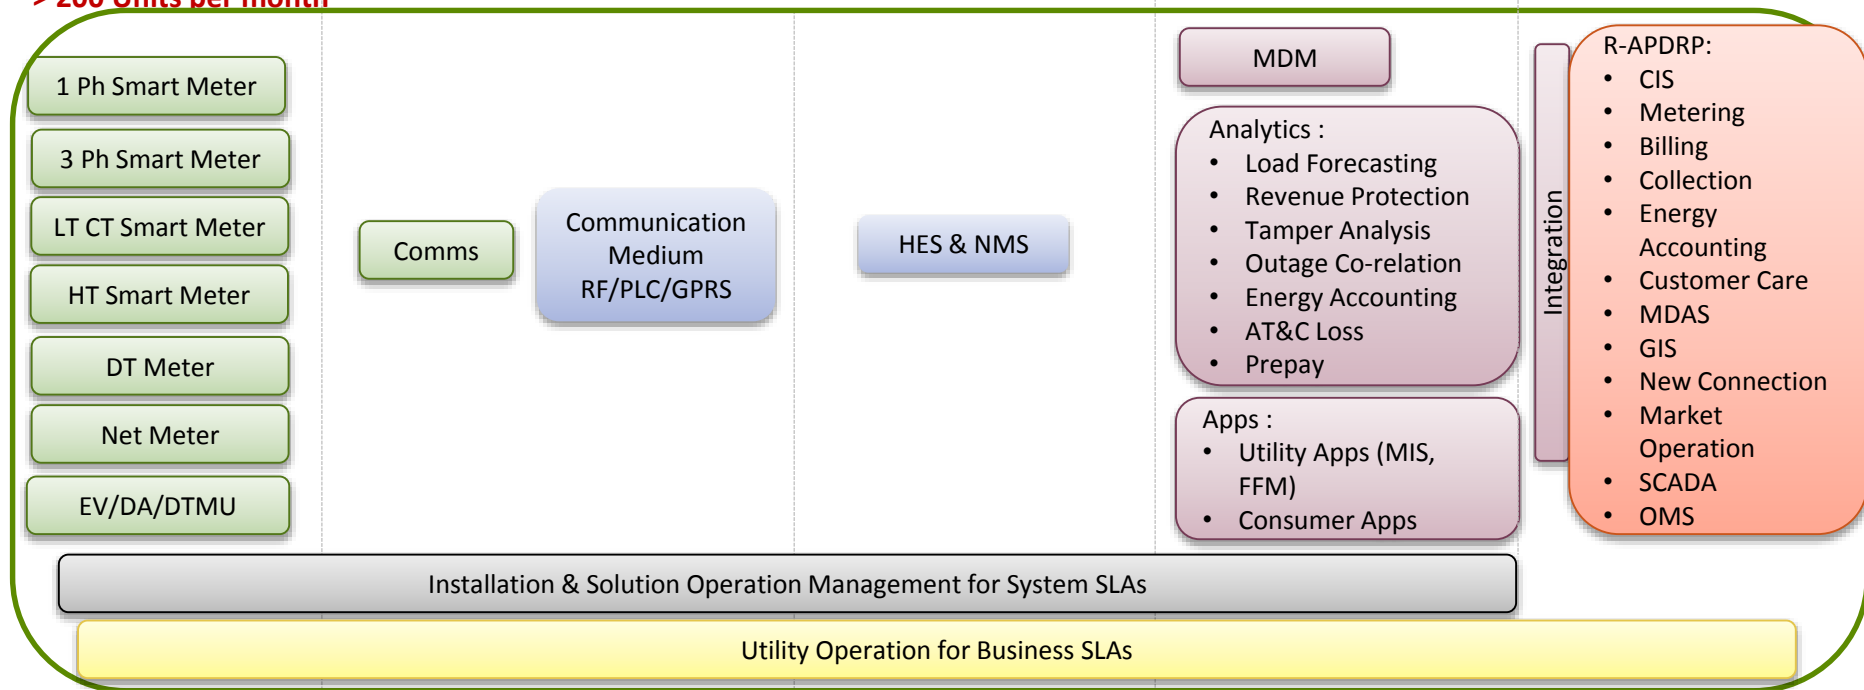 > 200 Units per month
1 Ph Smart Meter
3 Ph Smart Meter
LT CT Smart Meter
HT Smart Meter
DT Meter
Net Meter
EV/DA/DTMU
Comms
Communication
Medium
RF/PLC/GPRS
HES & NMS
MDM
Analytics :
• Load Forecasting
• Revenue Protection
• Tamper Analysis
• Outage Co-relation
• Energy Accounting
• AT&C Loss
• Prepay
Apps :
• Utility Apps (MIS,
FFM)
• Consumer Apps
Integration
R-APDRP:
• CIS
• Metering
• Billing
• Collection
• Energy
Accounting
• Customer Care
• MDAS
• GIS
• New Connection
• Market
Operation
• SCADA
• OMS
Installation & Solution Operation Management for System SLAs
Utility Operation for Business SLAs